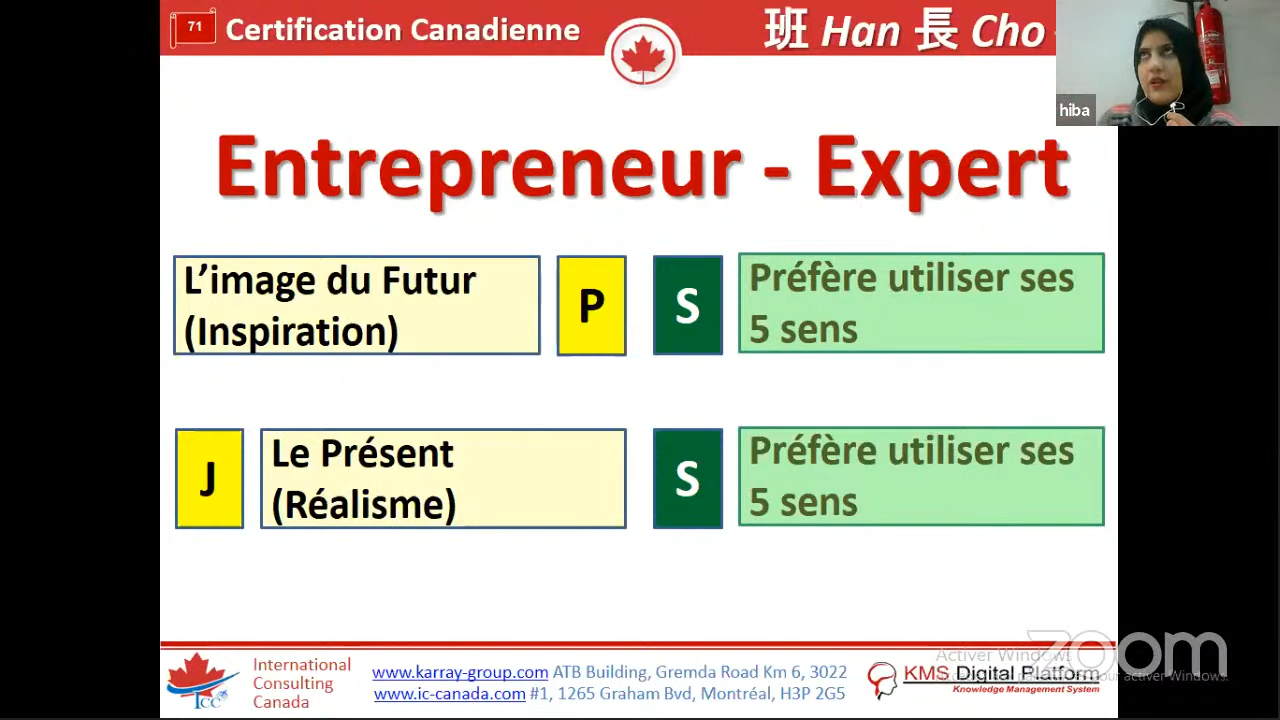 71
Certification Canadienne
班 Han 長 Cho
hiba
Entrepreneur - Expert
L'image du Futur
(Inspiration)
P
S
Préfère utiliser ses
5 sens
J
Le Présent
(Réalisme)
S
Préfère utiliser ses
5 sens
International
Consulting
Canada
ICC
www.karray-group.com ATB Building, Gremda Road Km 6, 3022
www.ic-canada.com #1, 1265 Graham Bvd, Montréal, H3P 2G5
KMS Digital Platform
Knowledge Management System
Activer Windows
our activer Windows.
zoom